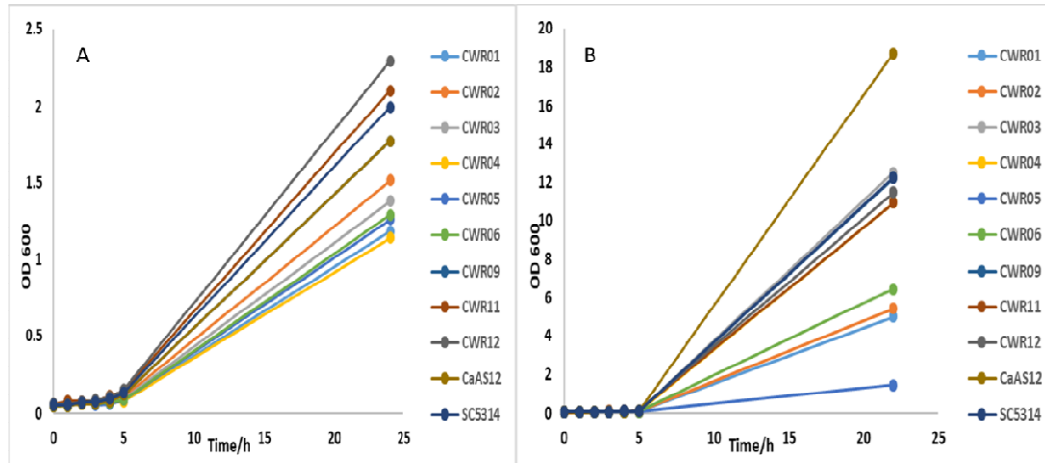 A
2.5
2
1.5
1
0.5
0
OD 600
0 5 10 15 20 25
Time/h
CWR01
CWR02
CWR03
CWR04
CWR05
CWR06
CWR09
CWR11
CWR12
CaAS12
SC5314
B
20
18
16
14
12
10
8
6
4
2
0
OD 600
0 5 10 15 20 25
Time/h
CWR01
CWR02
CWR03
CWR04
CWR05
CWR06
CWR09
CWR11
CWR12
CaAS12
SC5314